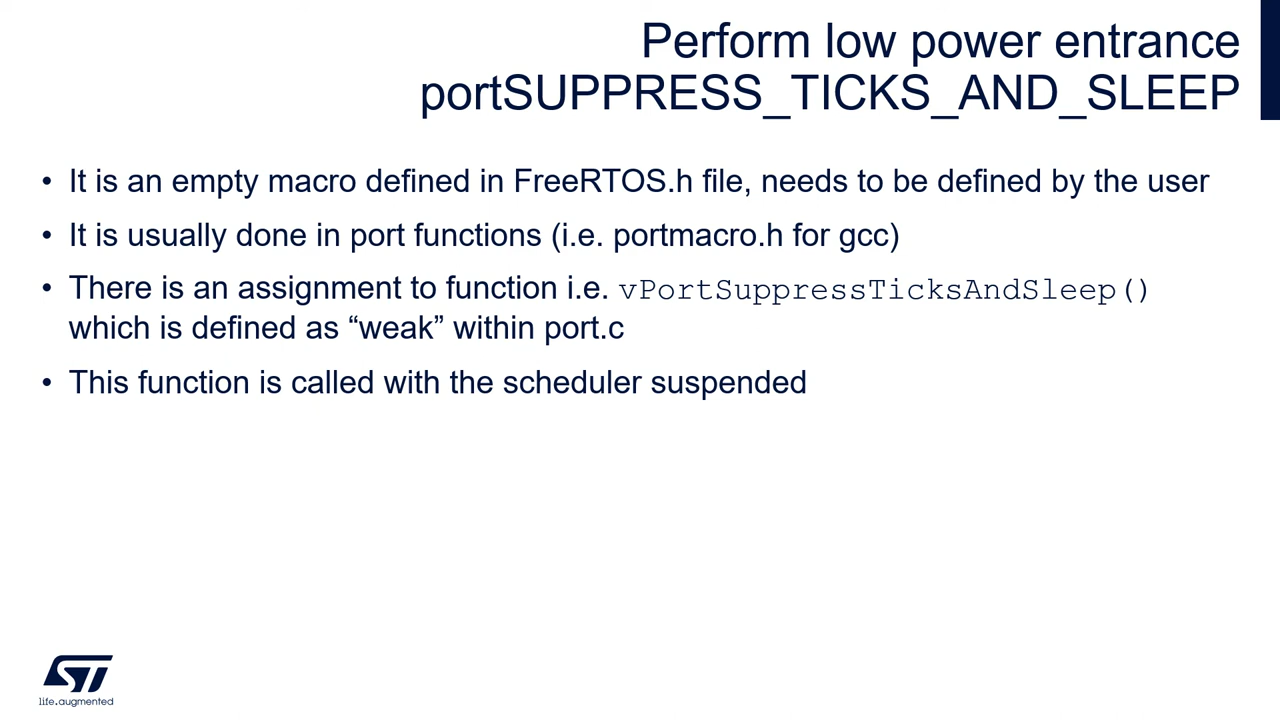 Perform low power entrance
portSUPPRESS_TICKS_AND_SLEEP
• It is an empty macro defined in FreeRTOS.h file, needs to be defined by the user
• It is usually done in port functions (i.e. portmacro.h for gcc)
• There is an assignment to function i.e. vPortSuppressTicksAndSleep()
which is defined as “weak” within port.c
• This function is called with the scheduler suspended
ST
life.augmented